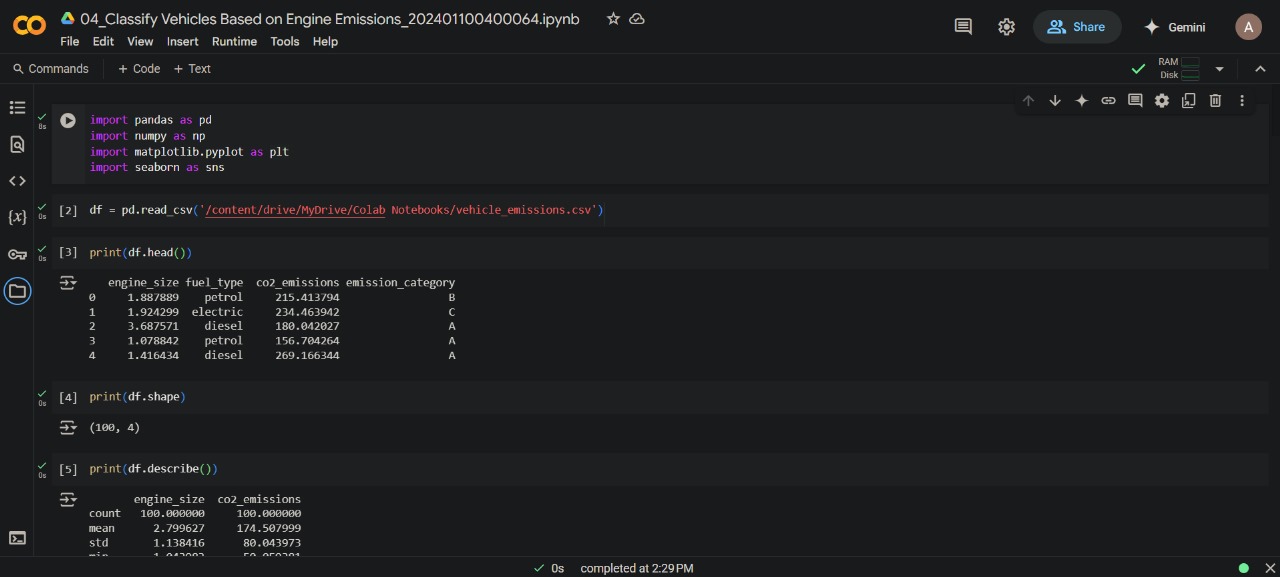 04_Classify Vehicles Based on Engine Emissions_202401100400064.ipynb
File Edit View Insert Runtime Tools Help
Share
Gemini
A
Commands + Code + Text
RAM
Disk
0s
import pandas as pd
import numpy as np
import matplotlib.pyplot as plt
import seaborn as sns
0s [2] df = pd.read_csv('/content/drive/MyDrive/Colab Notebooks/vehicle_emissions.csv')
0s [3] print(df.head())
engine_size fuel_type co2_emissions emission_category
0 1.887889 petrol 215.413794 B
1 1.924299 electric 234.463942 C
2 3.687571 diesel 180.042027 A
3 1.078842 petrol 156.704264 A
4 1.416434 diesel 269.166344 A
0s [4] print(df.shape)
(100, 4)
0s [5] print(df.describe())
engine_size co2_emissions
count 100.000000 100.000000
mean 2.799627 174.507999
std 1.138416 80.043973
0s completed at 2:29 PM